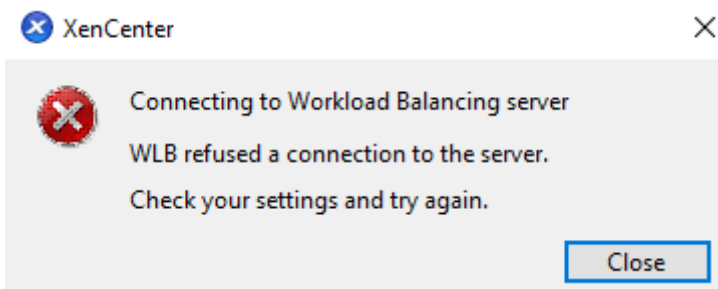 XenCenter
Connecting to Workload Balancing server
WLB refused a connection to the server.
Check your settings and try again.
Close